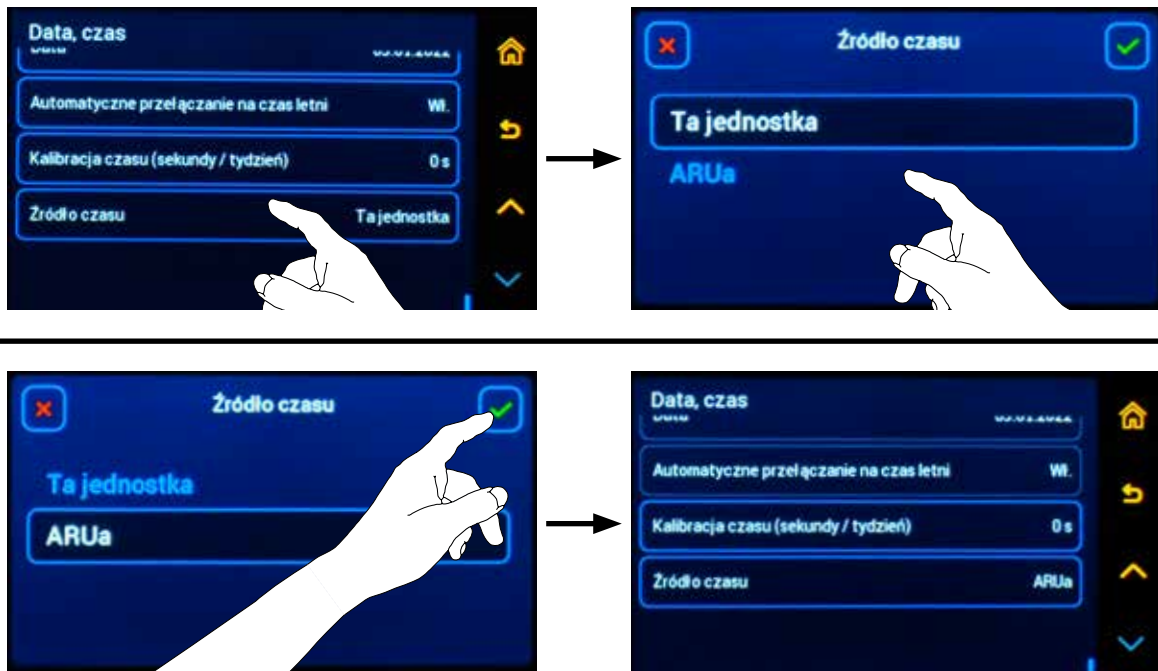 Data, czas
Automatyczne przełączanie na czas letni Wł.
Kalibracja czasu (sekundy / tydzień) 0 s
Źródło czasu Ta jednostka
Źródło czasu
Ta jednostka
ARUa
Źródło czasu
Ta jednostka
ARUa
Data, czas
Automatyczne przełączanie na czas letni Wł.
Kalibracja czasu (sekundy / tydzień) 0 s
Źródło czasu ARUa